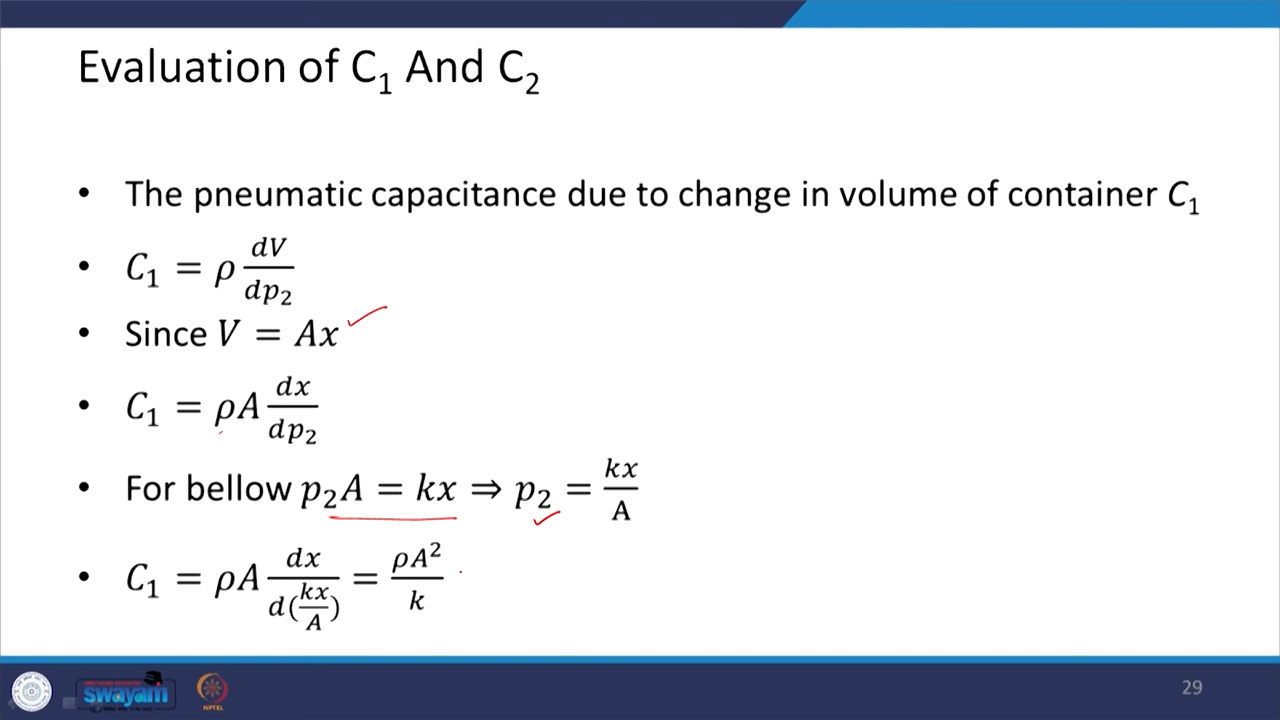 Evaluation of C₁ And C₂
• The pneumatic capacitance due to change in volume of container C₁
• C₁ = ρ dV/dp₂
• Since V = Ax
• C₁ = ρA dx/dp₂
• For bellow p₂A = kx ⇒ p₂ = kx/A
• C₁ = ρA dx/d(kx/A) = ρA²/k
swayam
NPTEL
29